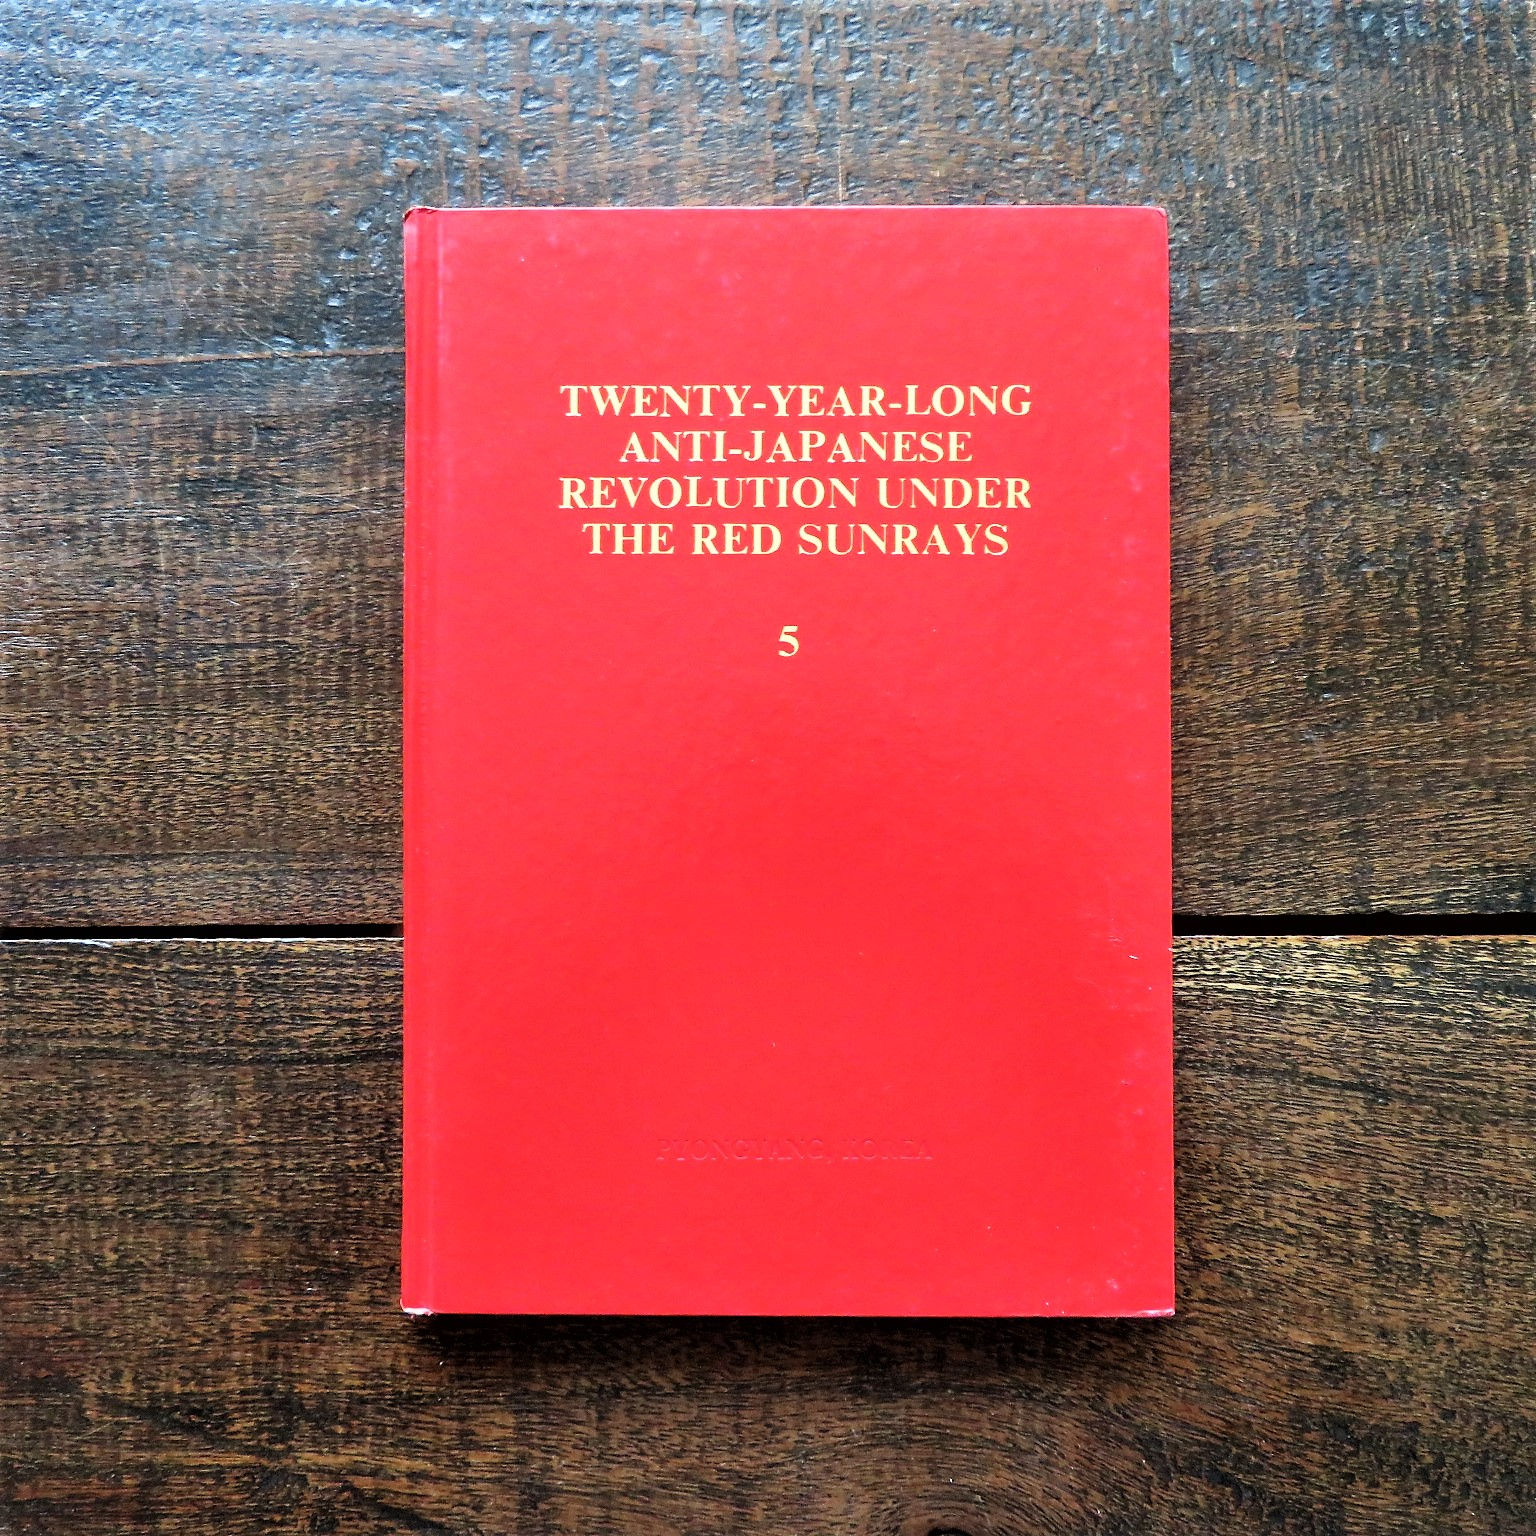 TWENTY-YEAR-LONG
ANTI-JAPANESE
REVOLUTION UNDER
THE RED SUNRAYS
5
PYONGYANG, KOREA